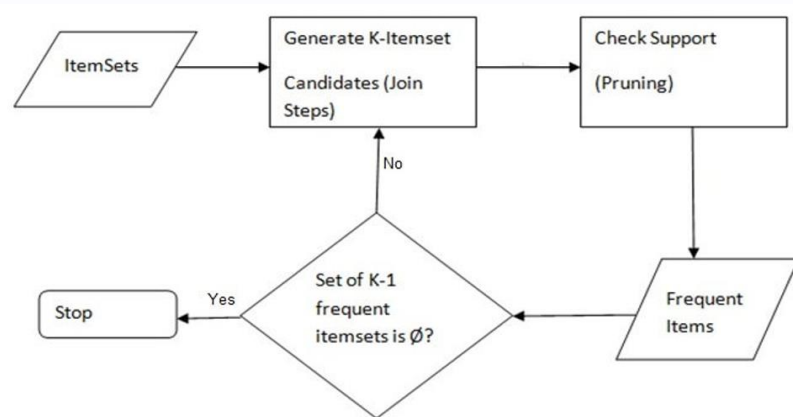 ItemSets
Generate K-Itemset
Candidates (Join
Steps)
Check Support
(Pruning)
No
Set of K-1
frequent
itemsets is Ø?
Yes
Stop
Frequent
Items